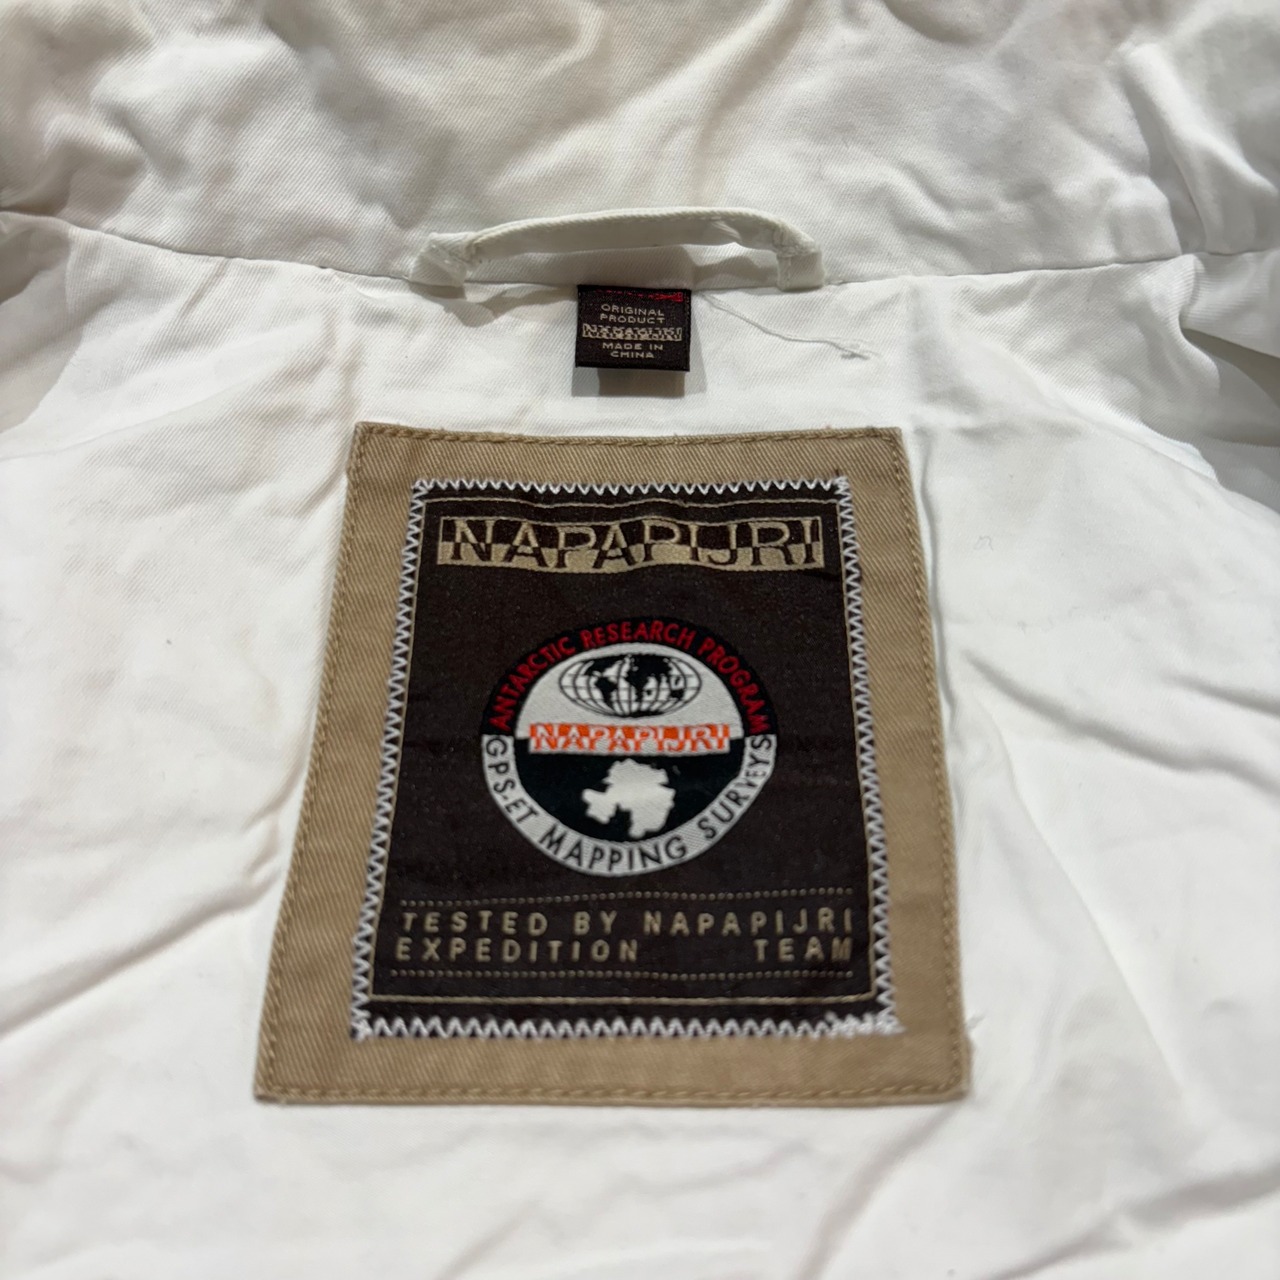 ORIGINAL
PRODUCT
NAPAPIJRI
MADE IN
CHINA
NAPAPIJRI
ANTARCTIC RESEARCH PROGRAM
NAPAPIJRI
GPS-ET MAPPING SURVEYS
TESTED BY NAPAPIJRI
EXPEDITION TEAM